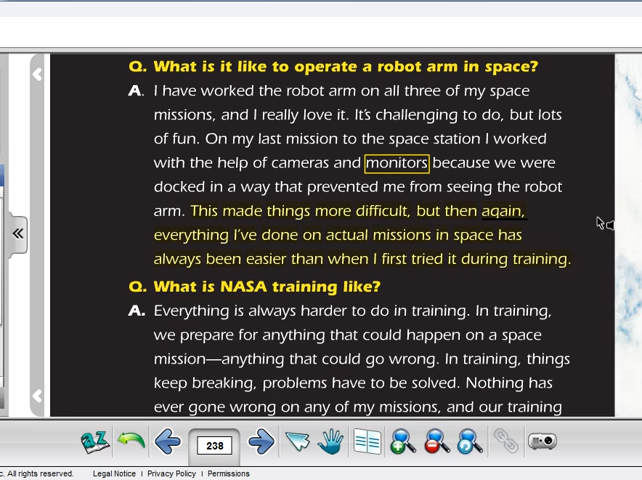 Q. What is it like to operate a robot arm in space?
A. I have worked the robot arm on all three of my space
missions, and I really love it. It's challenging to do, but lots
of fun. On my last mission to the space station I worked
with the help of cameras and monitors because we were
docked in a way that prevented me from seeing the robot
arm. This made things more difficult, but then again,
everything I've done on actual missions in space has
always been easier than when I first tried it during training.
Q. What is NASA training like?
A. Everything is always harder to do in training. In training,
we prepare for anything that could happen on a space
mission—anything that could go wrong. In training, things
keep breaking, problems have to be solved. Nothing has
ever gone wrong on any of my missions, and our training
az 238
c. All rights reserved. Legal Notice | Privacy Policy | Permissions